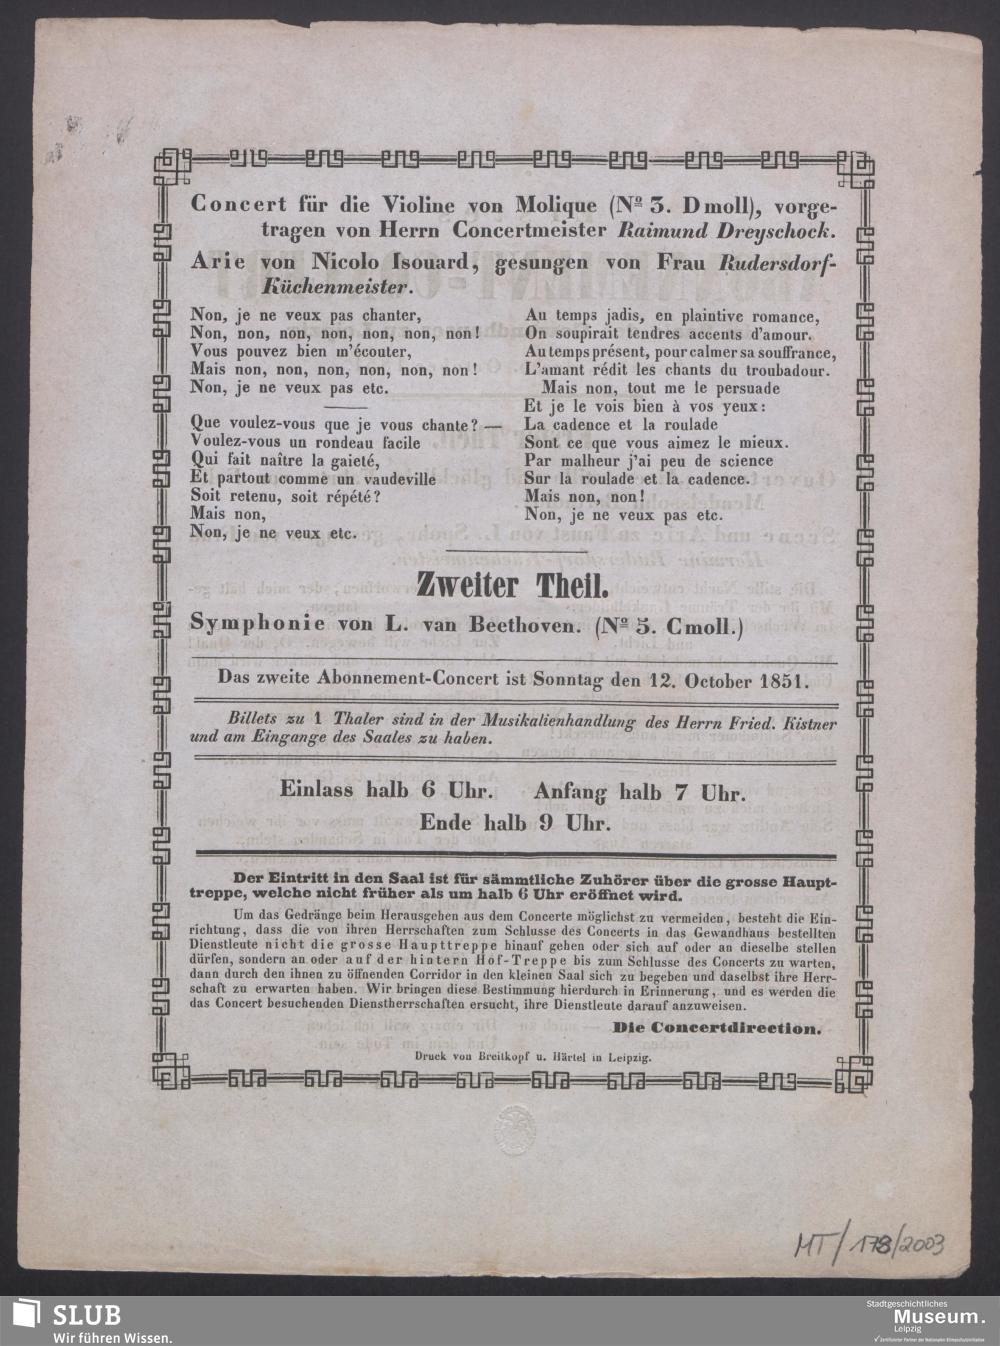 Concert für die Violine von Molique (Nº 3. Dmoll), vorge-
tragen von Herrn Concertmeister Raimund Dreyschock.
Arie von Nicolo Isouard, gesungen von Frau Rudersdorf-
Küchenmeister.
Non, je ne veux pas chanter,
Non, non, non, non, non, non, non!
Vous pouvez bien m'écouter,
Mais non, non, non, non, non, non!
Non, je ne veux pas etc.
Que voulez-vous que je vous chante? —
Voulez-vous un rondeau facile
Qui fait naître la gaieté,
Et partout comme un vaudeville
Soit retenu, soit répété?
Mais non,
Non, je ne veux etc.
Au temps jadis, en plaintive romance,
On soupirait tendres accents d'amour.
Au temps présent, pour calmer sa souffrance,
L'amant rédit les chants du troubadour.
Mais non, tout me le persuade
Et je le vois bien à vos yeux:
La cadence et la roulade
Sont ce que vous aimez le mieux.
Par malheur j'ai peu de science
Sur la roulade et la cadence.
Mais non, non!
Non, je ne veux pas etc.
Zweiter Theil.
Symphonie von L. van Beethoven. (Nº 5. Cmoll.)
Das zweite Abonnement-Concert ist Sonntag den 12. October 1851.
Billets zu 1 Thaler sind in der Musikalienhandlung des Herrn Fried. Kistner
und am Eingange des Saales zu haben.
Einlass halb 6 Uhr. Anfang halb 7 Uhr.
Ende halb 9 Uhr.
Der Eintritt in den Saal ist für sämmtliche Zuhörer über die grosse Haupt-
treppe, welche nicht früher als um halb 6 Uhr eröffnet wird.
Um das Gedränge beim Herausgehen aus dem Concerte möglichst zu vermeiden, besteht die Ein-
richtung, dass die von ihren Herrschaften zum Schlusse des Concerts in das Gewandhaus bestellten
Dienstleute nicht die grosse Haupttreppe hinauf gehen oder sich auf oder an dieselbe stellen
dürfen, sondern an oder auf der hintern Hof-Treppe bis zum Schlusse des Concerts zu warten,
dann durch den ihnen zu öffnenden Corridor in den kleinen Saal sich zu begeben und daselbst ihre Herr-
schaft zu erwarten haben. Wir bringen diese Bestimmung hierdurch in Erinnerung, und es werden die
das Concert besuchenden Dienstherrschaften ersucht, ihre Dienstleute darauf anzuweisen.
Die Concertdirection.
Druck von Breitkopf u. Härtel in Leipzig.
MT/178/2003
SLUB
Wir führen Wissen.
Stadtgeschichtliches
Museum.
Leipzig
Zertifizierter Partner der Nationalen Klimaschutzinitiative